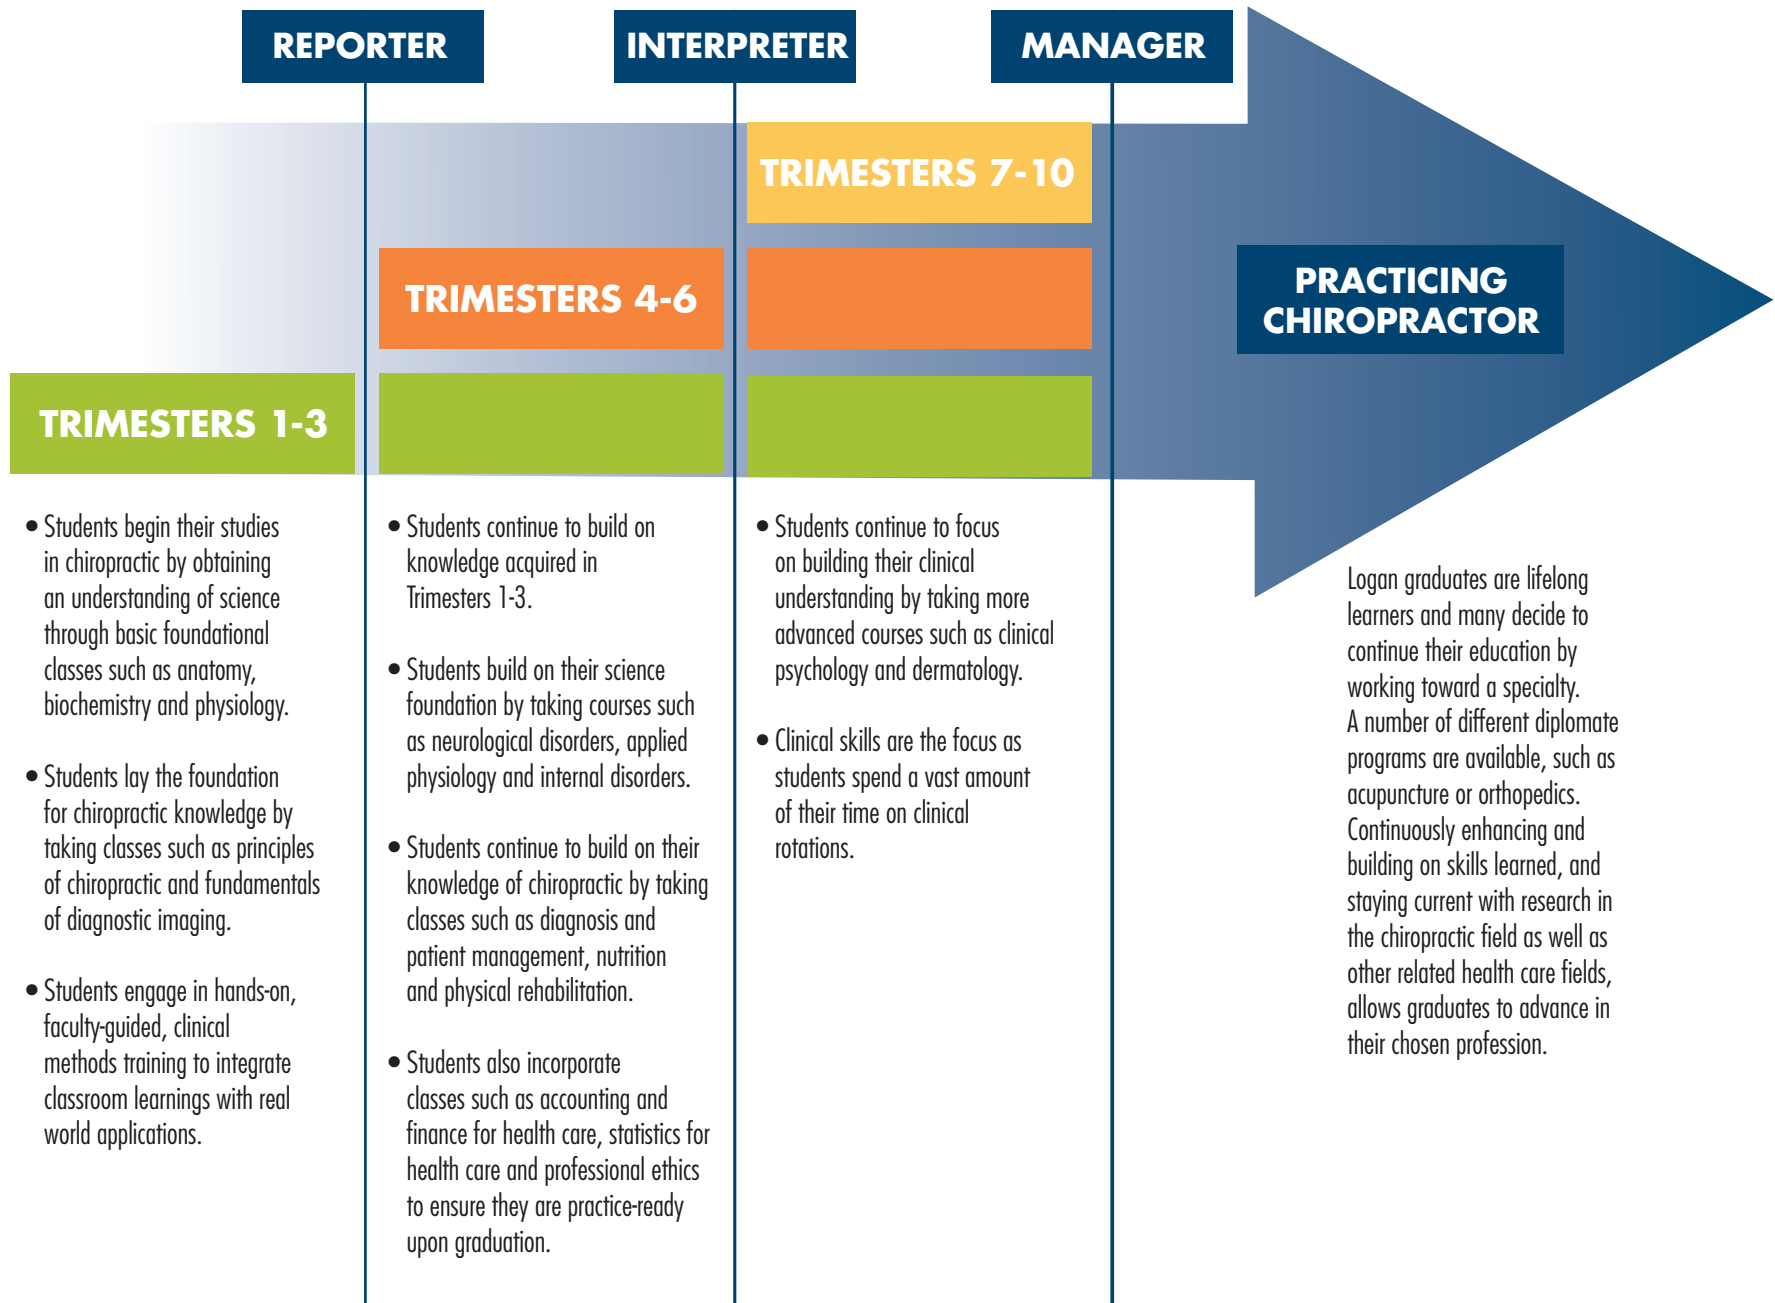 REPORTER
INTERPRETER
MANAGER
TRIMESTERS 7-10
TRIMESTERS 4-6
PRACTICING
CHIROPRACTOR
TRIMESTERS 1-3
• Students begin their studies
in chiropractic by obtaining
an understanding of science
through basic foundational
classes such as anatomy,
biochemistry and physiology.
• Students lay the foundation
for chiropractic knowledge by
taking classes such as principles
of chiropractic and fundamentals
of diagnostic imaging.
• Students engage in hands-on,
faculty-guided, clinical
methods training to integrate
classroom learnings with real
world applications.
• Students continue to build on
knowledge acquired in
Trimesters 1-3.
• Students build on their science
foundation by taking courses such
as neurological disorders, applied
physiology and internal disorders.
• Students continue to build on their
knowledge of chiropractic by taking
classes such as diagnosis and
patient management, nutrition
and physical rehabilitation.
• Students also incorporate
classes such as accounting and
finance for health care, statistics for
health care and professional ethics
to ensure they are practice-ready
upon graduation.
• Students continue to focus
on building their clinical
understanding by taking more
advanced courses such as clinical
psychology and dermatology.
• Clinical skills are the focus as
students spend a vast amount
of their time on clinical
rotations.
Logan graduates are lifelong
learners and many decide to
continue their education by
working toward a specialty.
A number of different diplomate
programs are available, such as
acupuncture or orthopedics.
Continuously enhancing and
building on skills learned, and
staying current with research in
the chiropractic field as well as
other related health care fields,
allows graduates to advance in
their chosen profession.